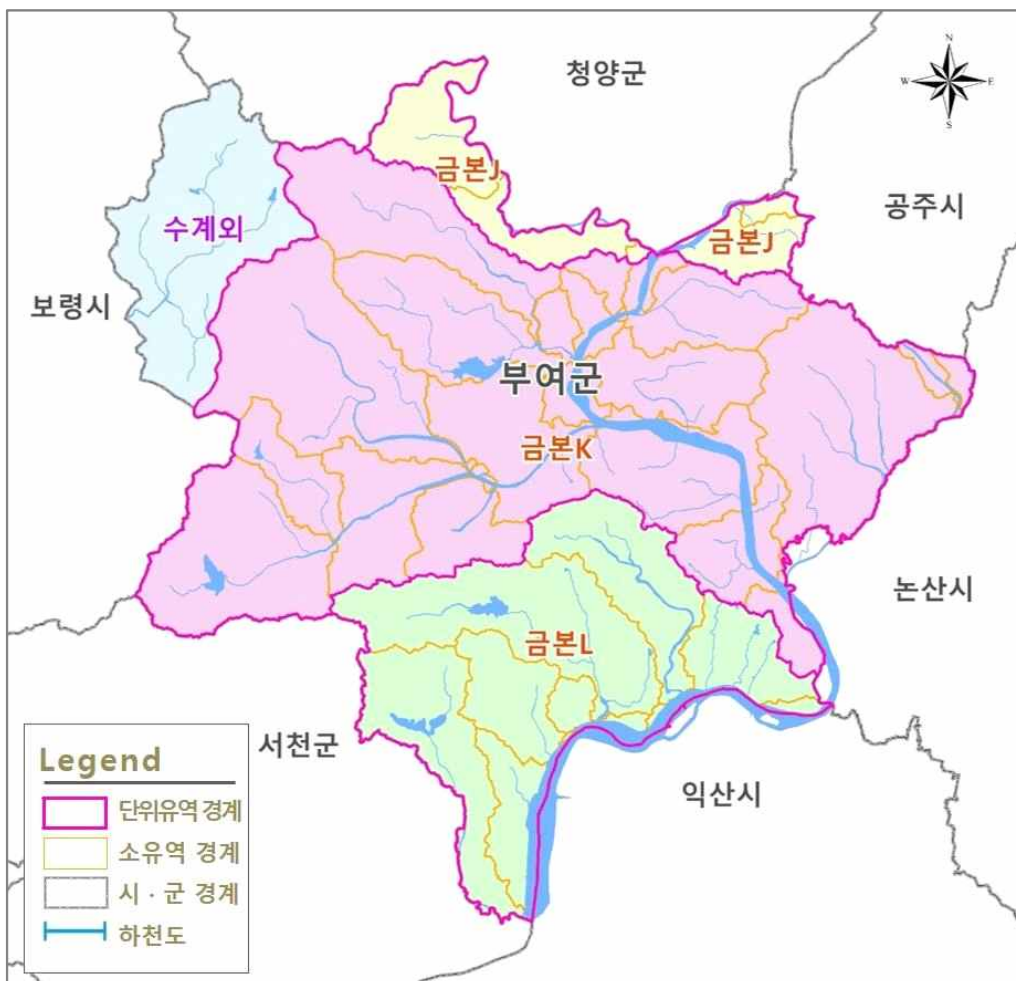 청양군
N
W E
S
금본J
공주시
수계외
금본J
보령시
부여군
금본K
논산시
금본L
서천군
익산시
Legend
단위유역 경계
소유역 경계
시 · 군 경계
하천도